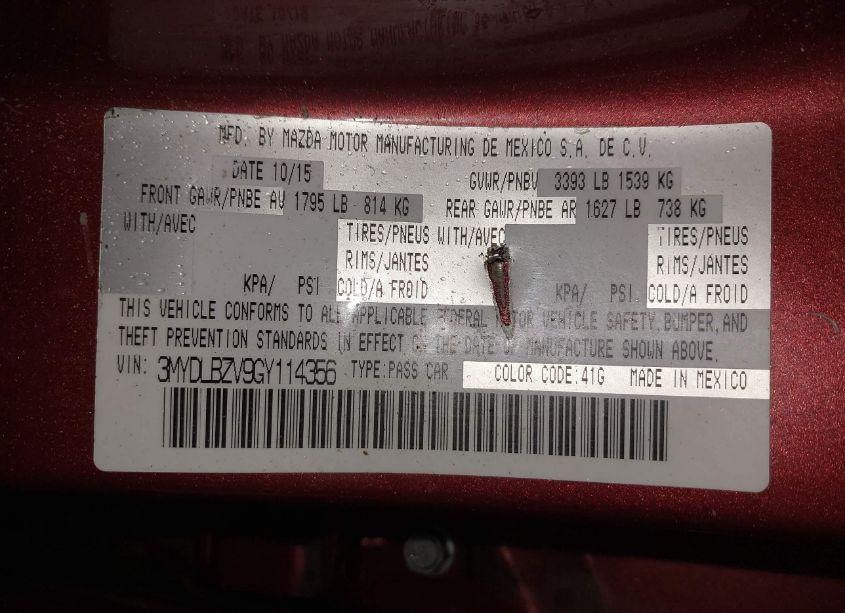 MFD. BY MAZDA MOTOR MANUFACTURING DE MEXICO S.A. DE C.V.
DATE 10/15 GVWR/PNBV 3393 LB 1539 KG
FRONT GAWR/PNBE AV 1795 LB 814 KG REAR GAWR/PNBE AR 1627 LB 738 KG
WITH/AVEC TIRES/PNEUS WITH/AVEC TIRES/PNEUS
RIMS/JANTES RIMS/JANTES
KPA/ PSI COLD/A FROID KPA/ PSI COLD/A FROID
THIS VEHICLE CONFORMS TO ALL APPLICABLE FEDERAL MOTOR VEHICLE SAFETY, BUMPER, AND
THEFT PREVENTION STANDARDS IN EFFECT ON THE DATE OF MANUFACTURE SHOWN ABOVE.
VIN: 3MYDLBZV9GY114356 TYPE:PASS CAR COLOR CODE:41G MADE IN MEXICO